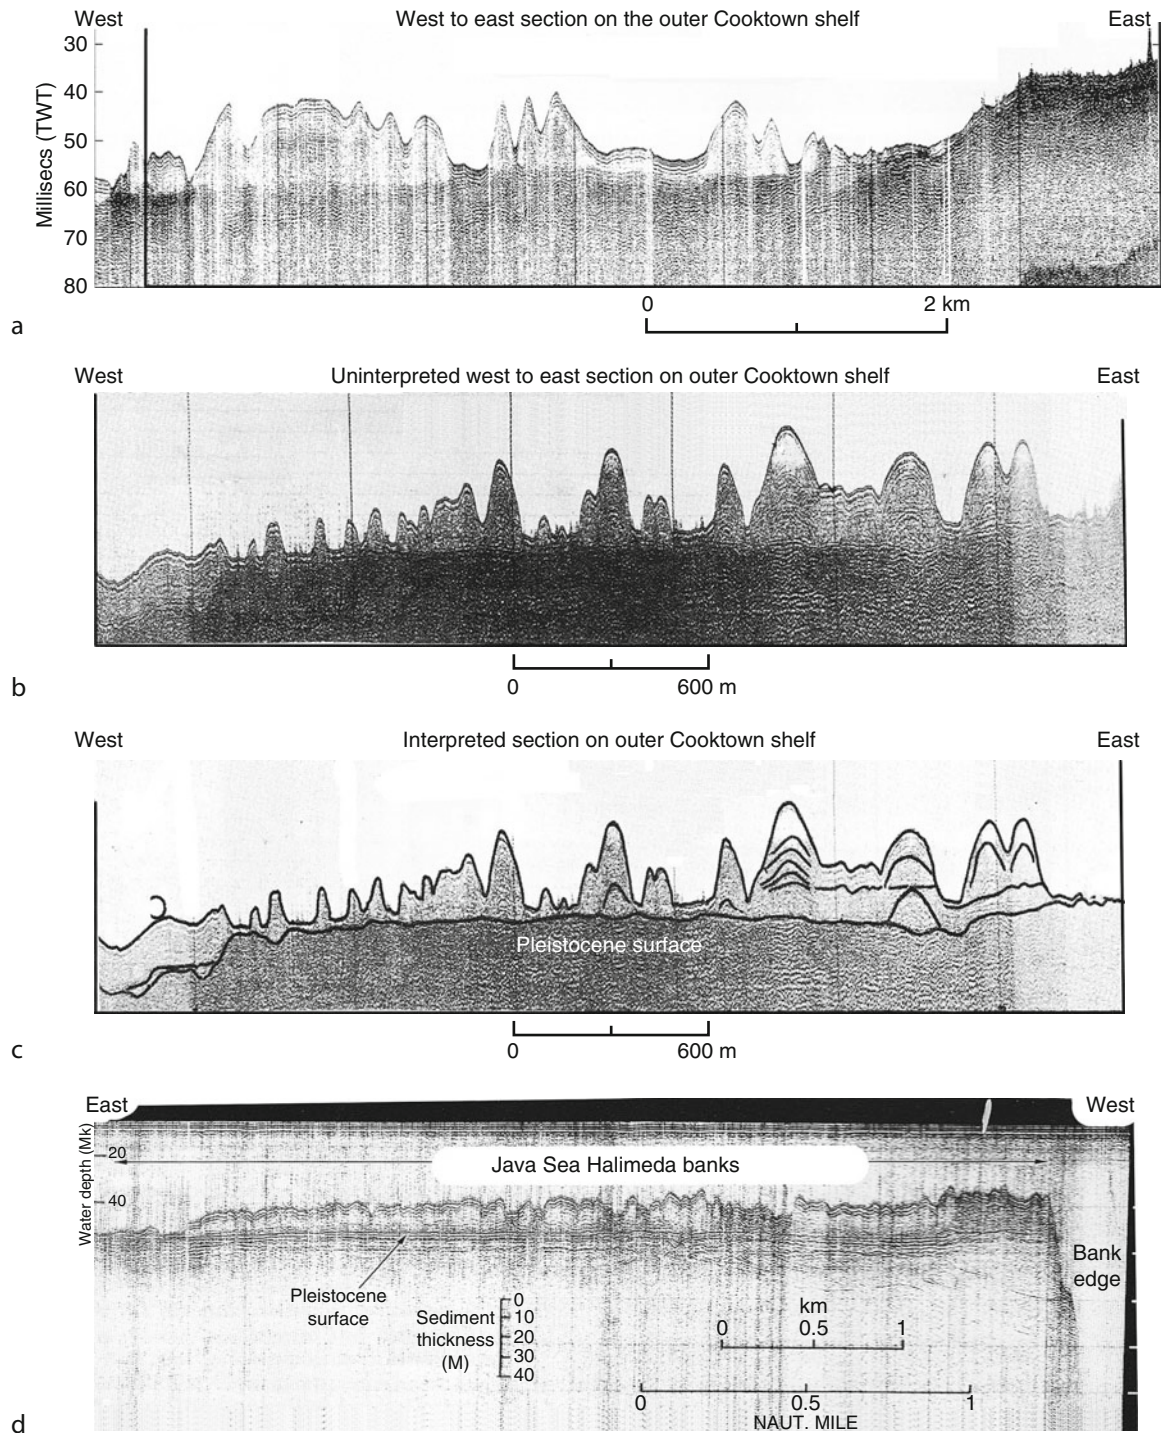 West
West to east section on the outer Cooktown shelf
East
30
40
50
60
70
80
Millisecs (TWT)
0
2 km
a
West
Uninterpreted west to east section on outer Cooktown shelf
East
0
600 m
b
West
Interpreted section on outer Cooktown shelf
East
Pleistocene surface
0
600 m
c
East
West
Water depth (Mk)
20
40
Java Sea Halimeda banks
Pleistocene
surface
Sediment
thickness
(M)
0
10
20
30
40
km
0
0.5
1
Bank
edge
0
0.5
1
NAUT. MILE
d